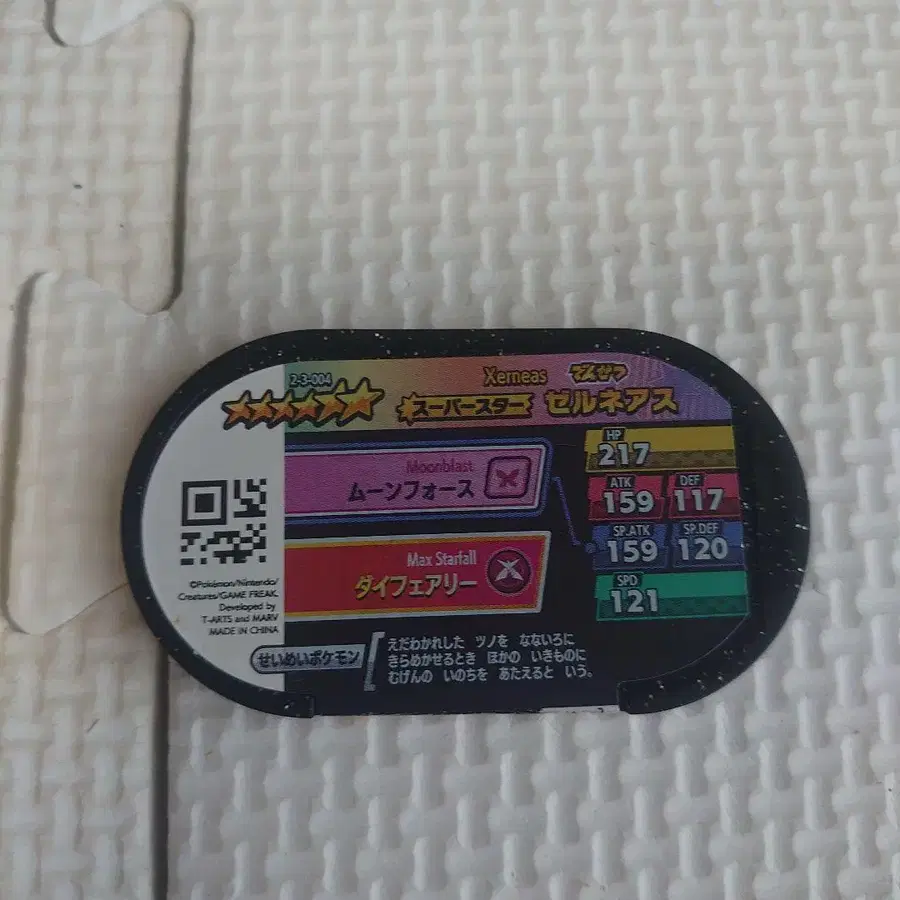 2-3-004
Xerneas でんせつ
スーパースター ゼルネアス
Moonblast
ムーンフォース
Max Starfall
ダイフェアリー
HP
217
ATK DEF
159 117
SP.ATK SP.DEF
159 120
SPD
121
©Pokémon/Nintendo/
Creatures/GAME FREAK.
Developed by
T-ARTS and MARV
MADE IN CHINA
せいめいポケモン
えだわかれした ツノを なないろに
きらめかせるとき ほかの いきものに
むげんの いのちを あたえると いう。